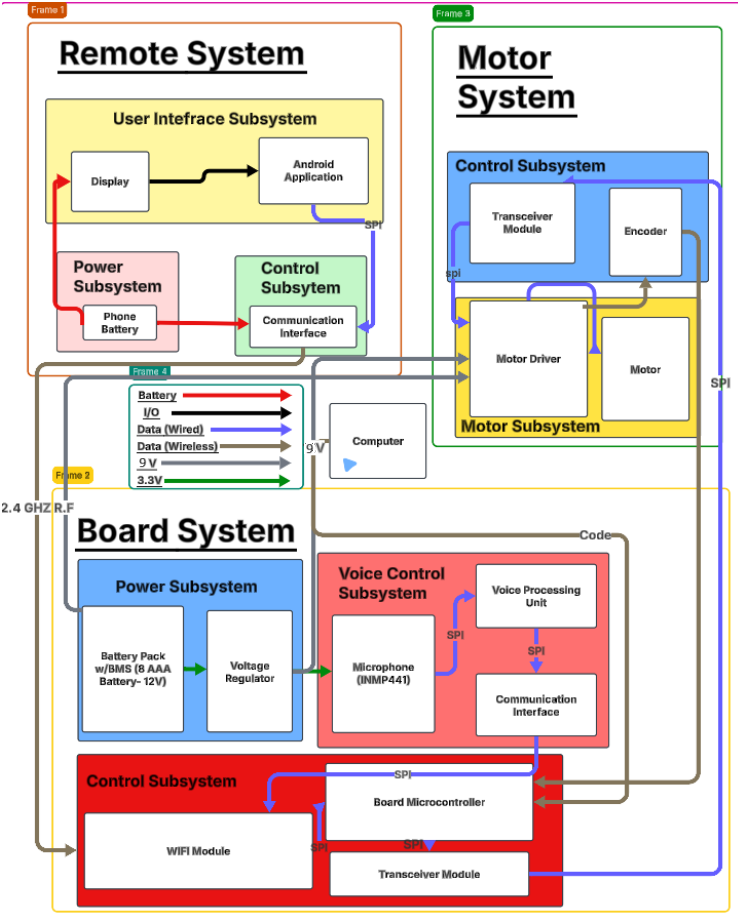 Frame 1
Remote System
User Intefrace Subsystem
Display
Android
Application
SPI
Power
Subsystem
Phone
Battery
Control
Subsytem
Communication
Interface
Frame 3
Motor
System
Control Subsystem
Transceiver
Module
Encoder
spi
Motor Driver
Motor
Motor Subsystem
SPI
Frame 4
Battery
I/O
Data (Wired)
Data (Wireless)
9 V
3.3V
9 V
Computer
2.4 GHZ R.F
Code
Frame 2
Board System
Power Subsystem
Battery Pack
w/BMS (8 AAA
Battery- 12V)
Voltage
Regulator
Voice Control
Subsystem
Microphone
(INMP441)
SPI
Voice Processing
Unit
SPI
Communication
Interface
Control Subsystem
SPI
Board Microcontroller
WIFI Module
SPI
SPI
Transceiver Module